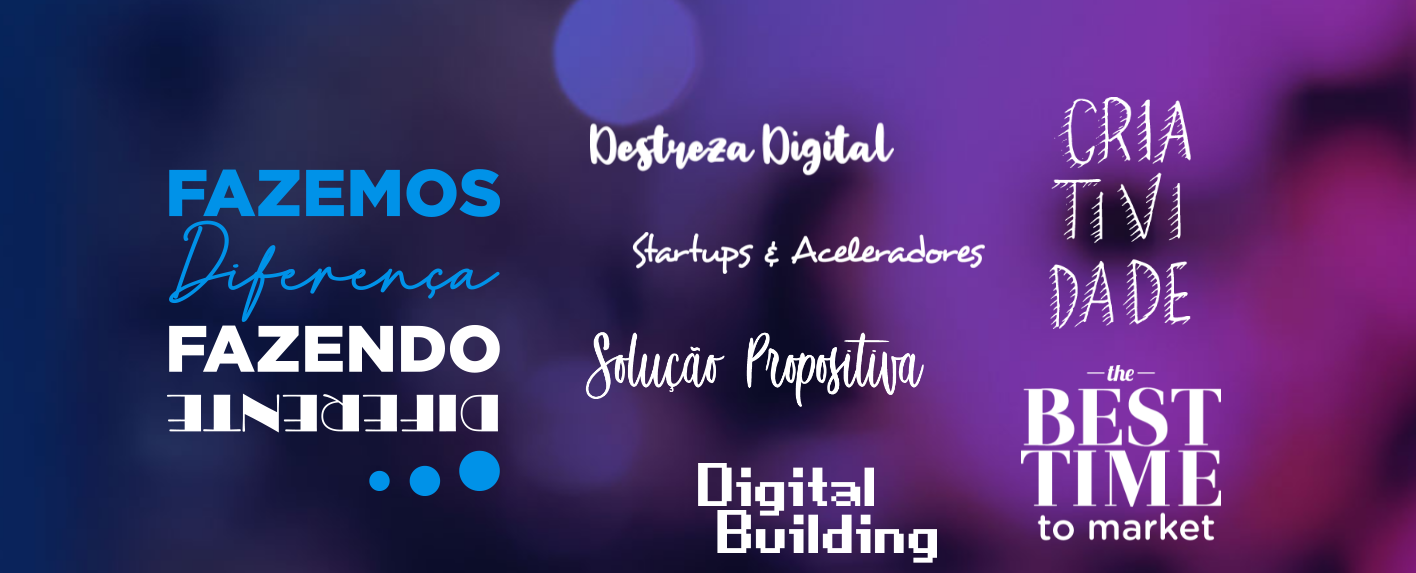 FAZEMOS
Diferença
FAZENDO
DIFERENTE
Destreza Digital
Startups & Aceleradores
Solução Propositiva
Digital
Building
CRIA
TIVI
DADE
the
BEST
TIME
to market